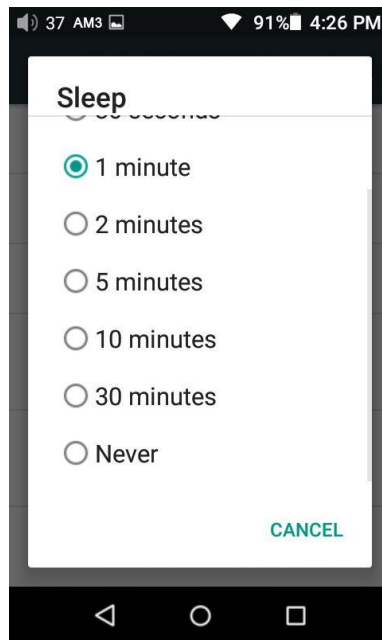 37 AM3 91% 4:26 PM
Sleep
1 minute
2 minutes
5 minutes
10 minutes
30 minutes
Never
CANCEL